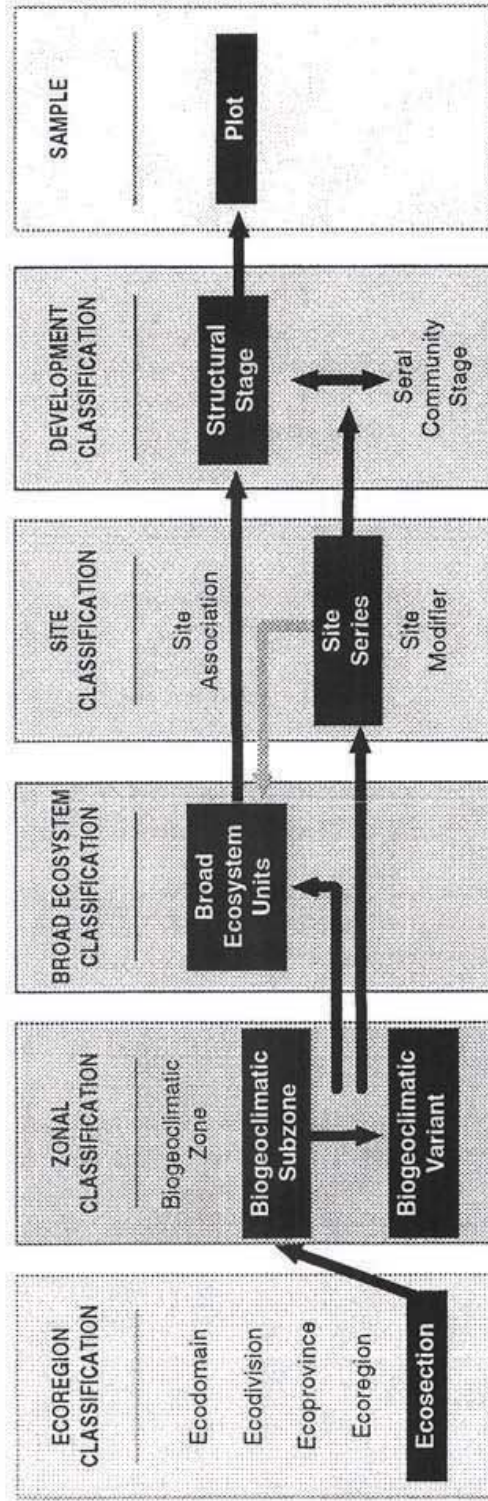 ECOREGION
CLASSIFICATION
Ecodomain
Ecodivision
Ecoprovince
Ecoregion
Ecosection
ZONAL
CLASSIFICATION
Biogeoclimatic
Zone
Biogeoclimatic
Subzone
Biogeoclimatic
Variant
BROAD ECOSYSTEM
CLASSIFICATION
Broad
Ecosystem
Units
SITE
CLASSIFICATION
Site
Association
Site
Series
Site
Modifier
DEVELOPMENT
CLASSIFICATION
Structural
Stage
Seral
Community
Stage
SAMPLE
Plot